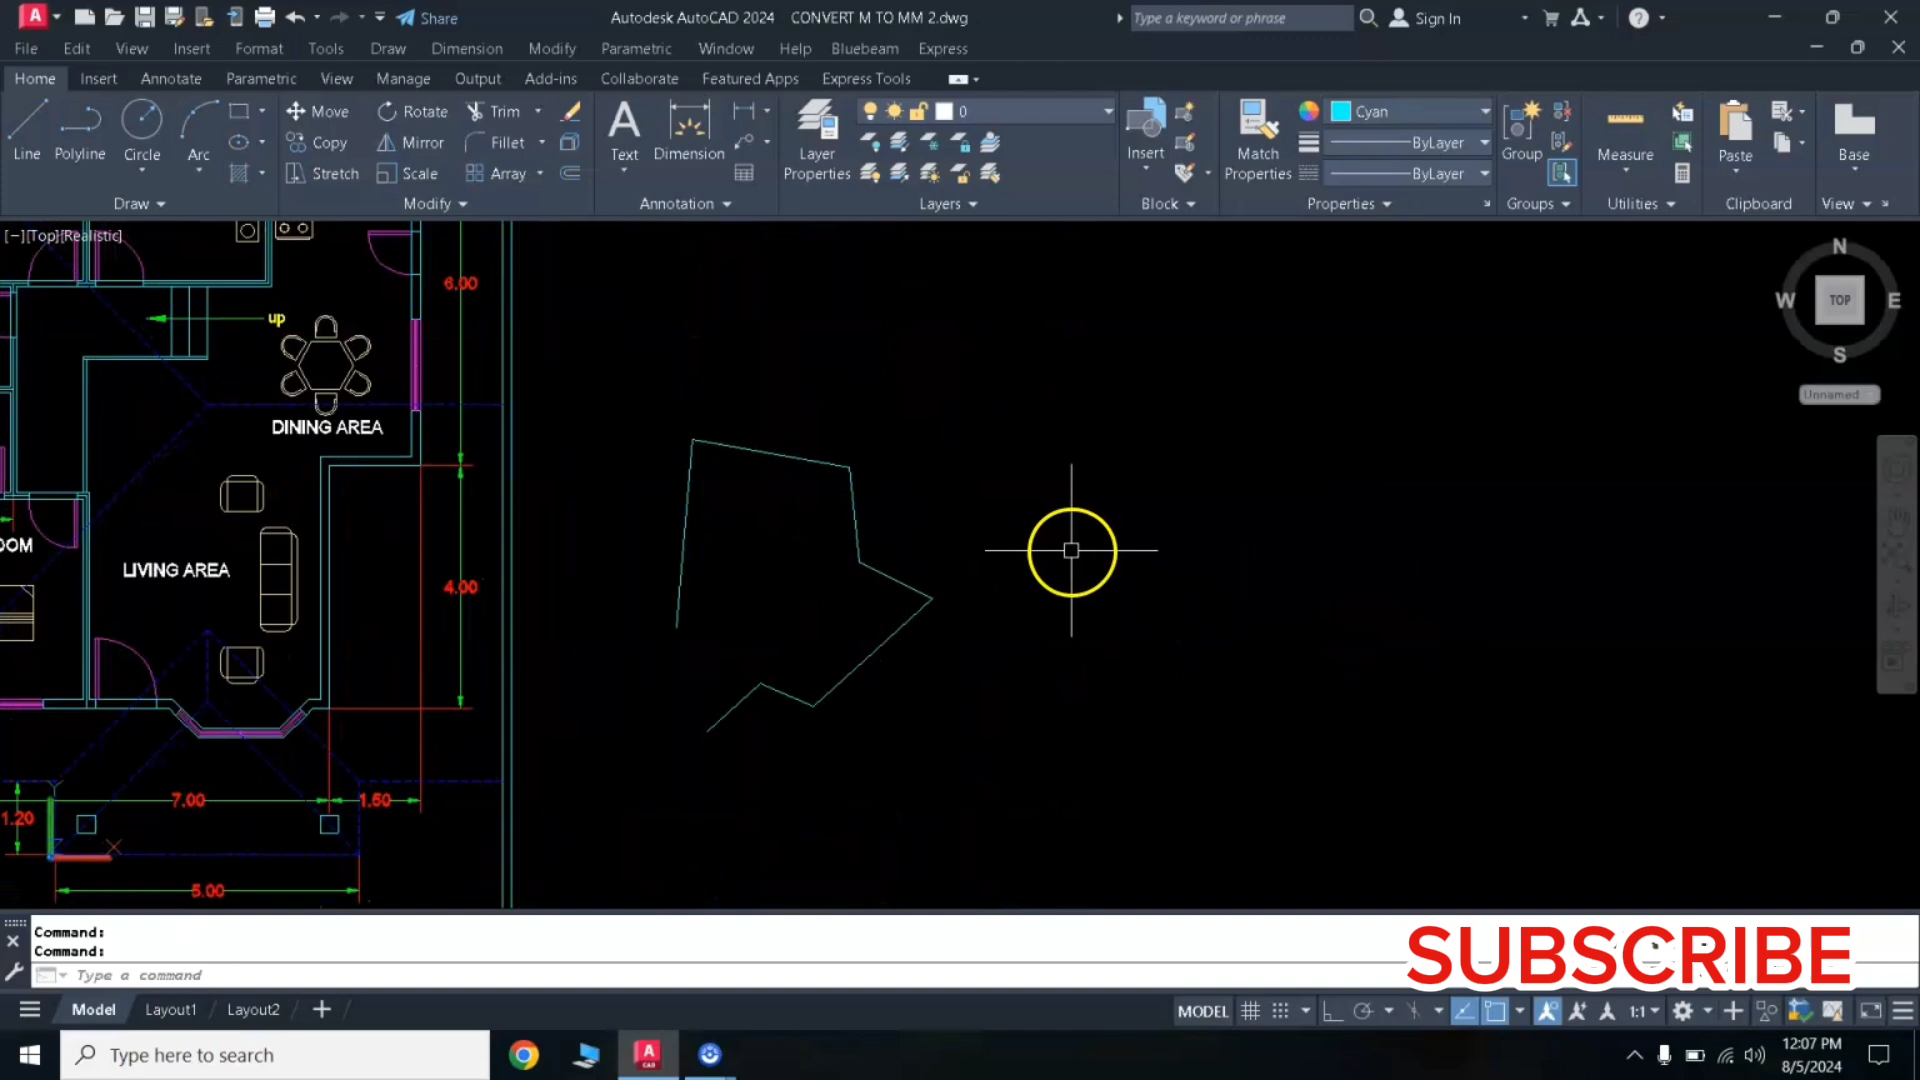 Share
Autodesk AutoCAD 2024 CONVERT M TO MM 2.dwg
Type a keyword or phrase
Sign In
File Edit View Insert Format Tools Draw Dimension Modify Parametric Window Help Bluebeam Express
Home Insert Annotate Parametric View Manage Output Add-ins Collaborate Featured Apps Express Tools
Line
Polyline
Circle
Arc
Draw
Move
Rotate
Trim
Copy
Mirror
Fillet
Stretch
Scale
Array
Modify
Text
Dimension
Annotation
Layer Properties
0
Layers
Insert
Block
Match Properties
Cyan
ByLayer
ByLayer
Properties
Group
Groups
Measure
Utilities
Paste
Clipboard
Base
View
[−][Top][Realistic]
N
W
TOP
E
S
Unnamed
6.00
up
DINING AREA
OOM
LIVING AREA
4.00
7.00
1.50
1.20
5.00
Command:
Command:
Type a command
SUBSCRIBE
Model Layout1 Layout2
MODEL
1:1
Type here to search
12:07 PM
8/5/2024